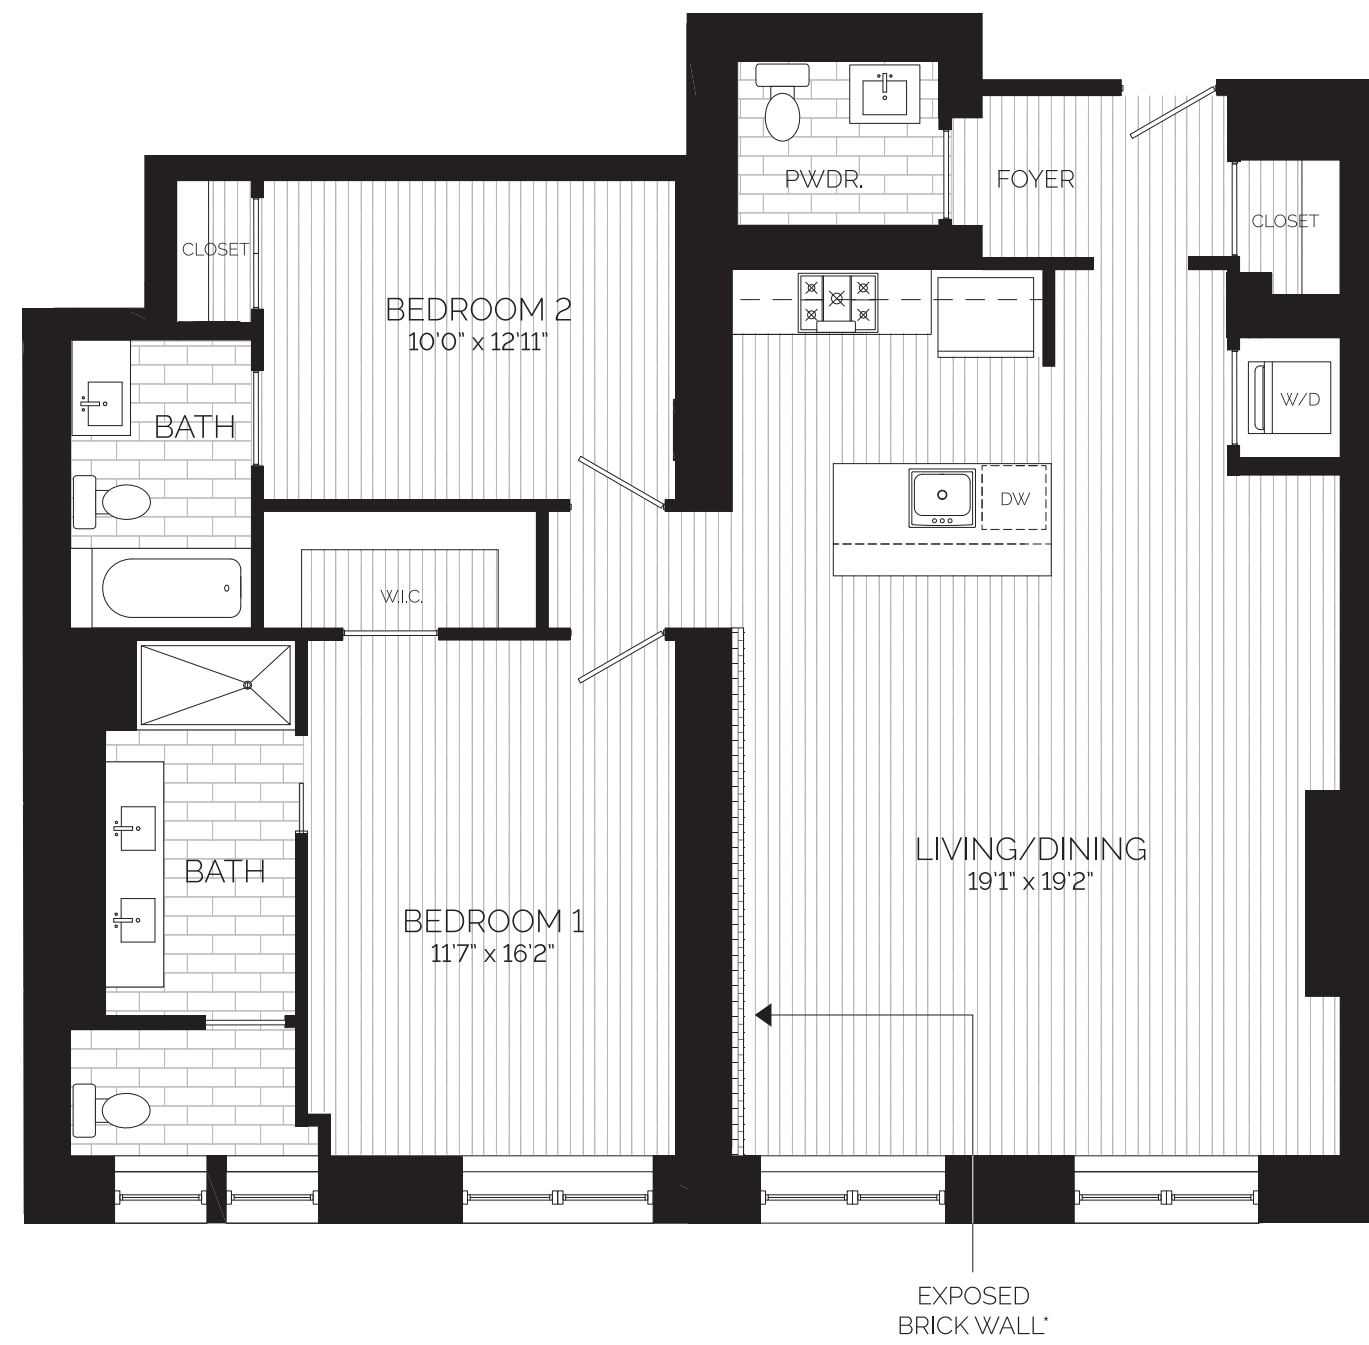 PWDR.
FOYER
CLOSET
CLOSET
BEDROOM 2
10'0" x 12'11"
W/D
BATH
DW
W.I.C.
LIVING/DINING
19'1" x 19'2"
BATH
BEDROOM 1
11'7" x 16'2"
EXPOSED
BRICK WALL*